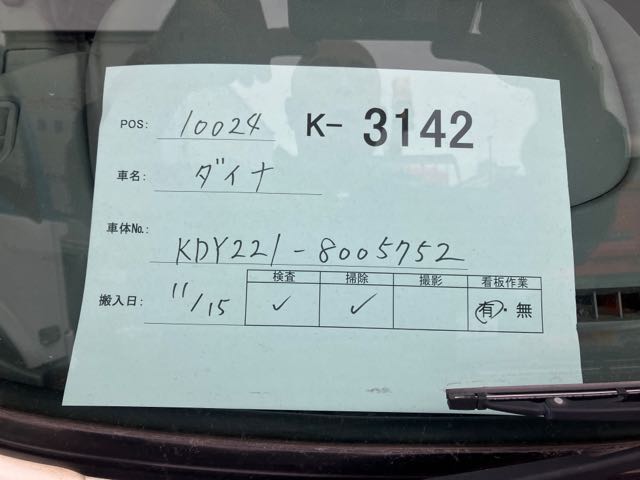 POS: 10024 K- 3142
車名: ダイナ
車体No.: KDY221-8005752
検査 掃除 撮影 看板作業
搬入日: 11/15 ✓ ✓ 有・無